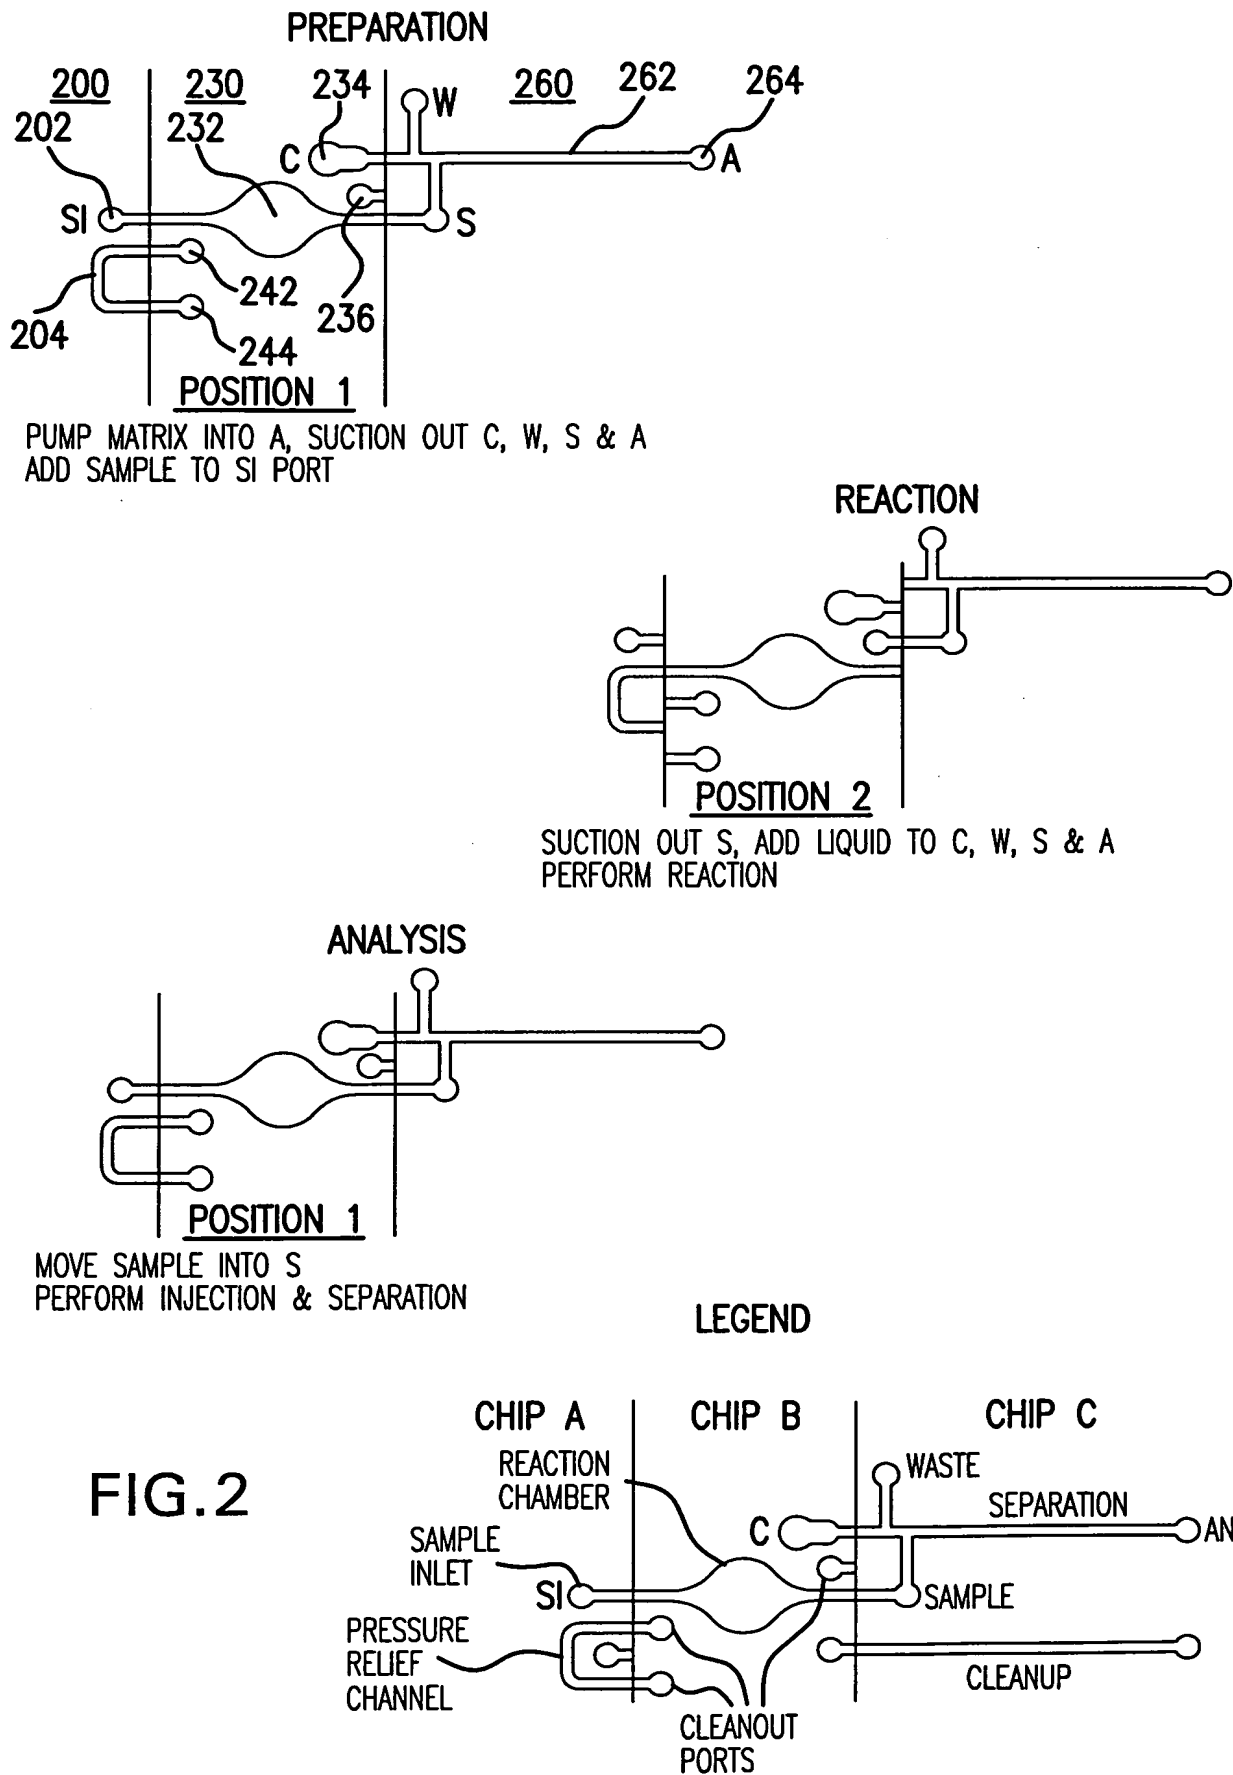 PREPARATION
200
230
234
W
260
262
264
202
232
C
A
SI
S
242
236
204
244
POSITION 1
PUMP MATRIX INTO A, SUCTION OUT C, W, S & A
ADD SAMPLE TO SI PORT
REACTION
POSITION 2
SUCTION OUT S, ADD LIQUID TO C, W, S & A
PERFORM REACTION
ANALYSIS
POSITION 1
MOVE SAMPLE INTO S
PERFORM INJECTION & SEPARATION
LEGEND
CHIP A
CHIP B
CHIP C
REACTION
CHAMBER
WASTE
SEPARATION
C
AN
SAMPLE
INLET
SI
SAMPLE
PRESSURE
RELIEF
CHANNEL
CLEANUP
CLEANOUT
PORTS
FIG.2